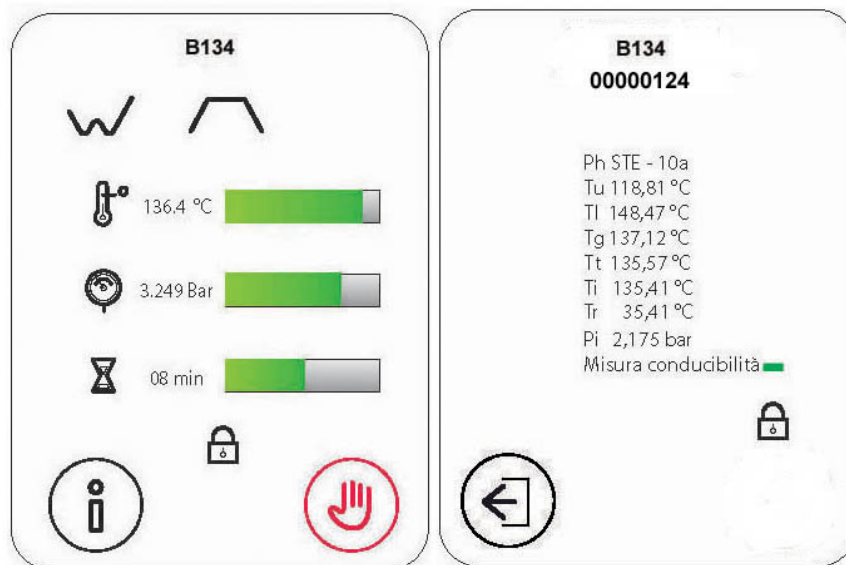 B134
136.4 °C
3.249 Bar
08 min
B134
00000124
Ph STE - 10a
Tu 118,81 °C
Tl 148,47 °C
Tg 137,12 °C
Tt 135,57 °C
Ti 135,41 °C
Tr 35,41 °C
Pi 2,175 bar
Misura conducibilità